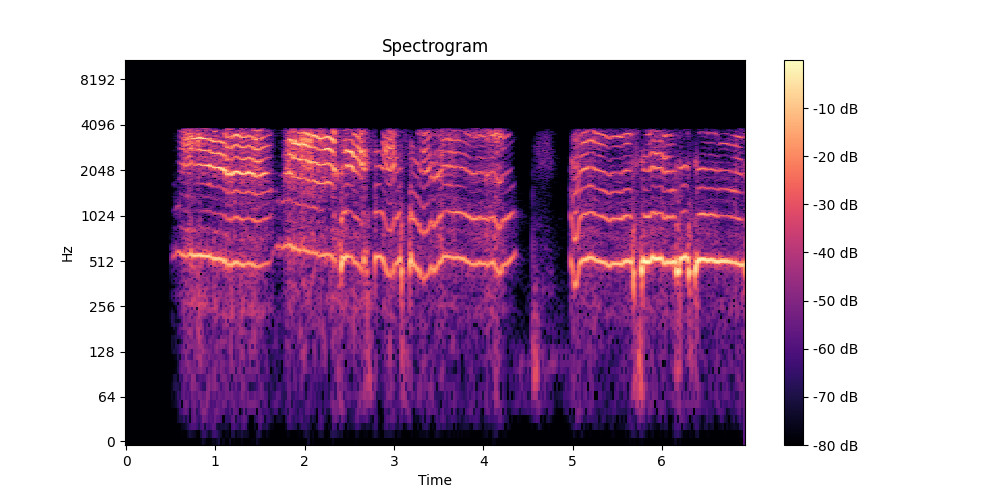 Spectrogram
8192
4096
2048
1024
512
256
128
64
0
Hz
0 1 2 3 4 5 6
Time
-10 dB
-20 dB
-30 dB
-40 dB
-50 dB
-60 dB
-70 dB
-80 dB